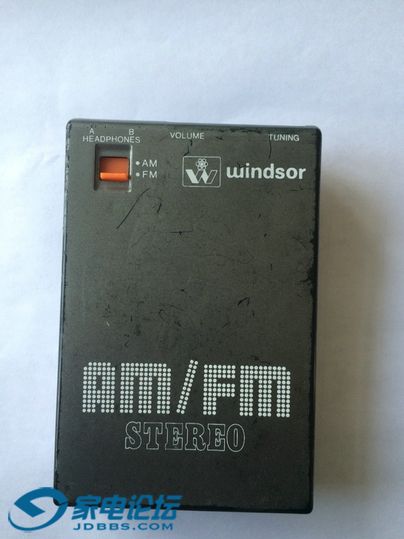 A B
HEADPHONES VOLUME TUNING
• AM
• FM
W windsor
AM/FM
STEREO
家电论坛
JDBBS.COM